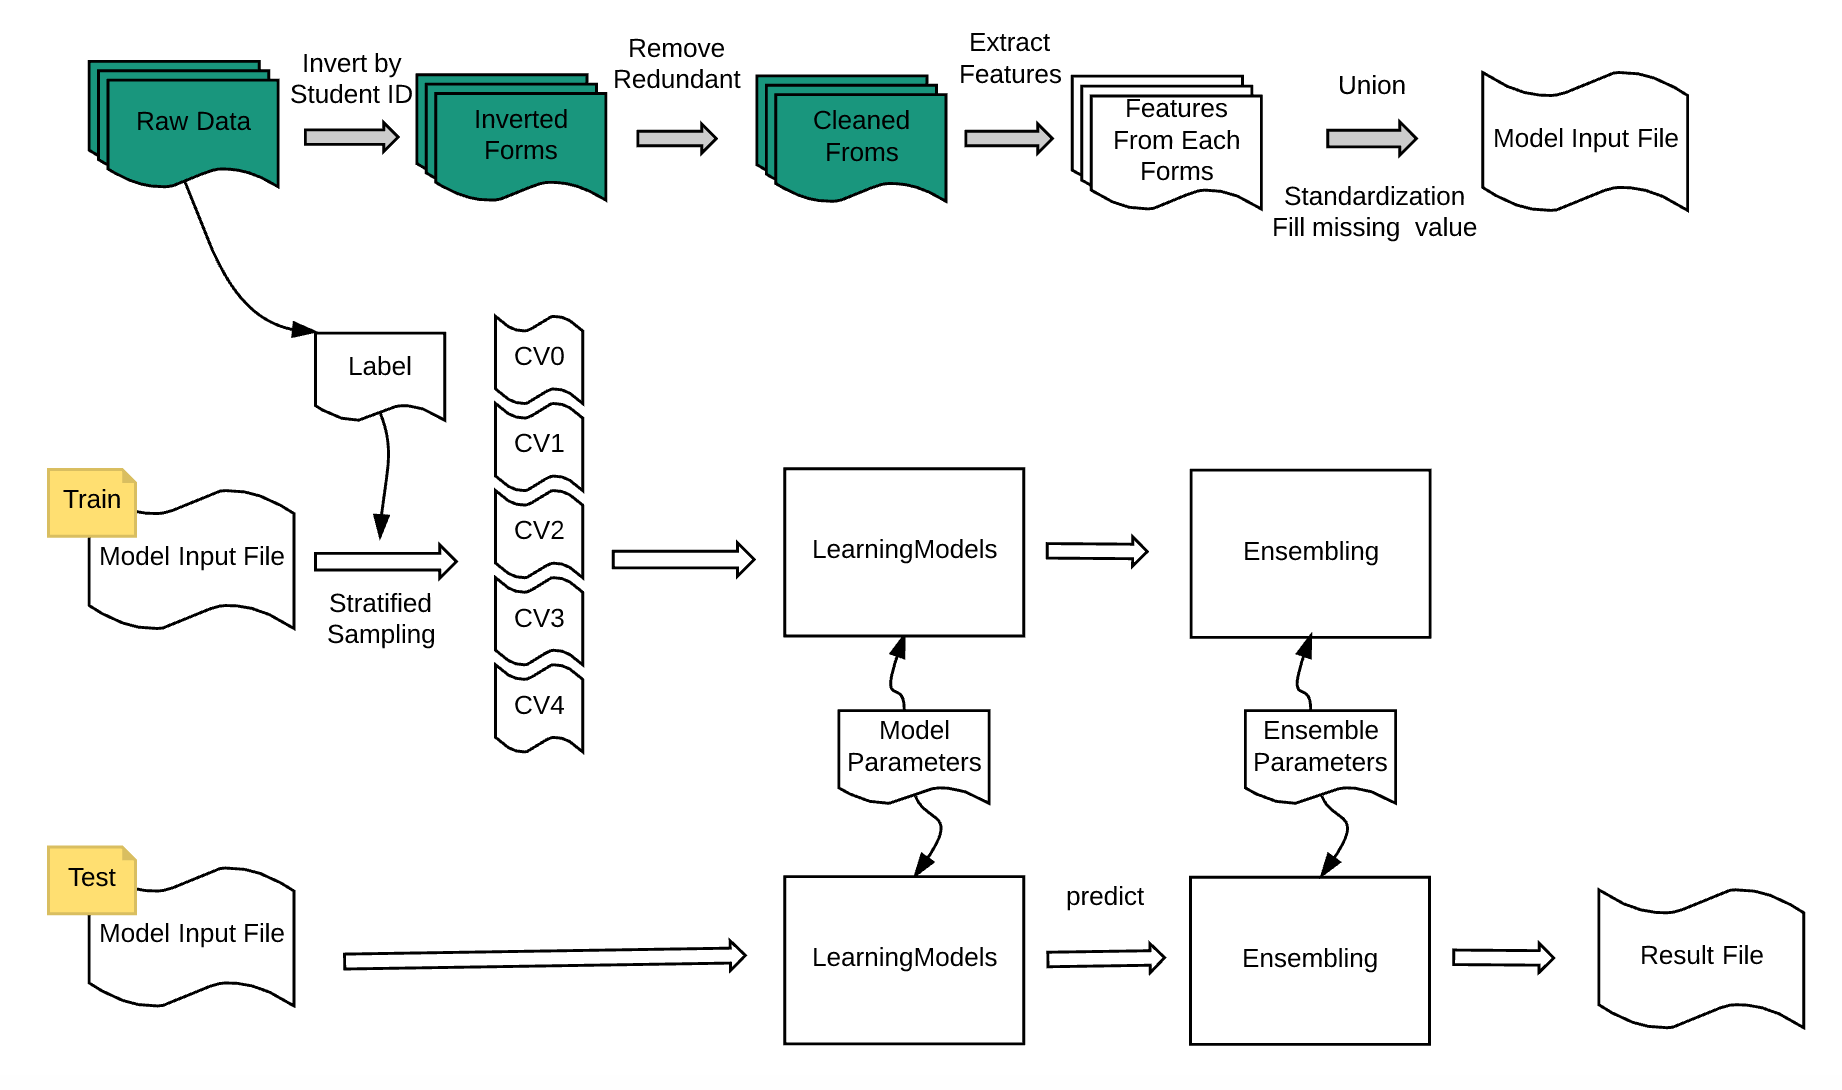 Raw Data
Invert by
Student ID
Inverted
Forms
Remove
Redundant
Cleaned
Froms
Extract
Features
Features
From Each
Forms
Union
Standardization
Fill missing  value
Model Input File
Label
Train
Model Input File
Stratified
Sampling
CV0
CV1
CV2
CV3
CV4
LearningModels
Ensembling
Model
Parameters
Ensemble
Parameters
Test
Model Input File
LearningModels
predict
Ensembling
Result File